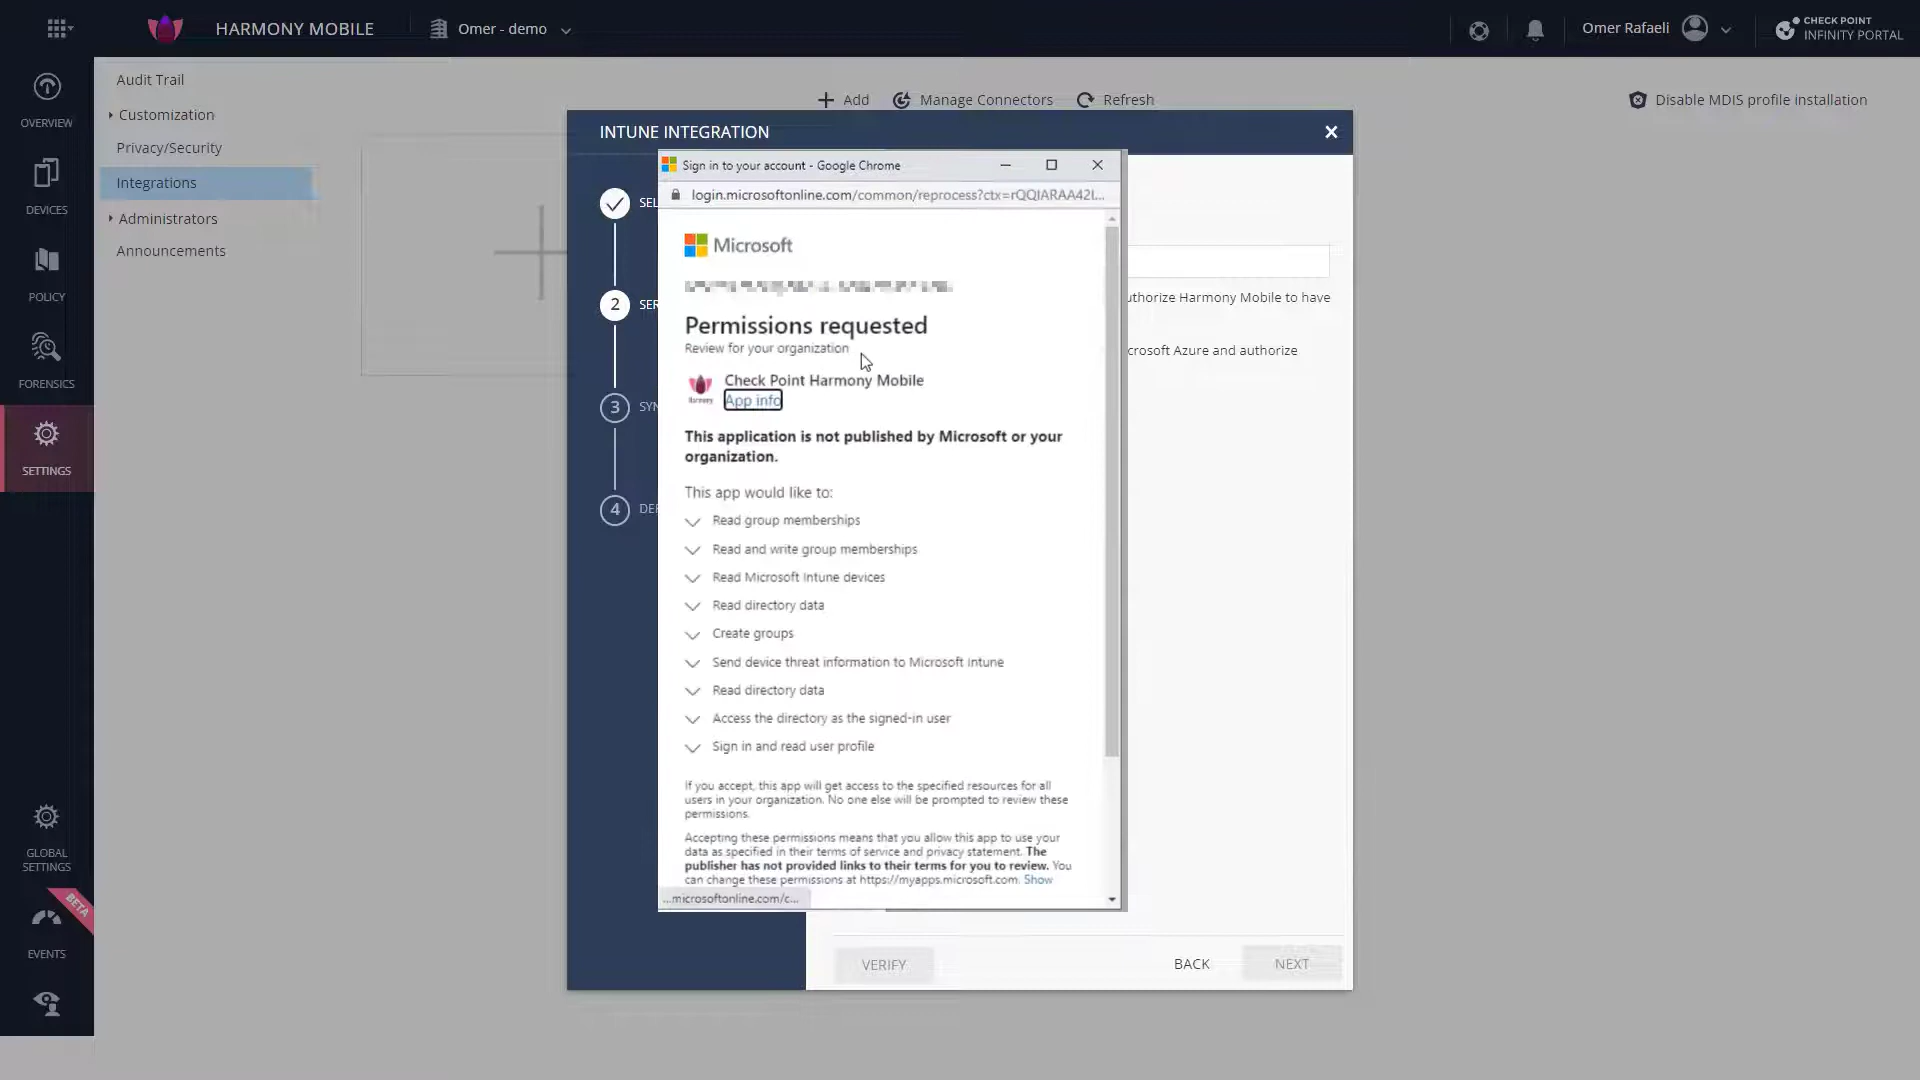 HARMONY MOBILE
Omer - demo
Omer Rafaeli
CHECK POINT
INFINITY PORTAL
OVERVIEW
DEVICES
POLICY
FORENSICS
SETTINGS
GLOBAL
SETTINGS
BETA
EVENTS
Audit Trail
Customization
Privacy/Security
Integrations
Administrators
Announcements
Add
Manage Connectors
Refresh
Disable MDIS profile installation
INTUNE INTEGRATION
SEL
2 SER
3 SYN
4
Sign in to your account - Google Chrome
login.microsoftonline.com/common/reprocess?ctx=rQQIARAA42I...
Microsoft
Permissions requested
Review for your organization
Harmony
Check Point Harmony Mobile
App info
This application is not published by Microsoft or your
organization.
This app would like to:
Read group memberships
Read and write group memberships
Read Microsoft Intune devices
Read directory data
Create groups
Send device threat information to Microsoft Intune
Read directory data
Access the directory as the signed-in user
Sign in and read user profile
If you accept, this app will get access to the specified resources for all
users in your organization. No one else will be prompted to review these
permissions.
Accepting these permissions means that you allow this app to use your
data as specified in their terms of service and privacy statement. The
publisher has not provided links to their terms for you to review. You
can change these permissions at https://myapps.microsoft.com. Show
...microsoftonline.com/c...
uthorize Harmony Mobile to have
crosoft Azure and authorize
VERIFY
BACK
NEXT